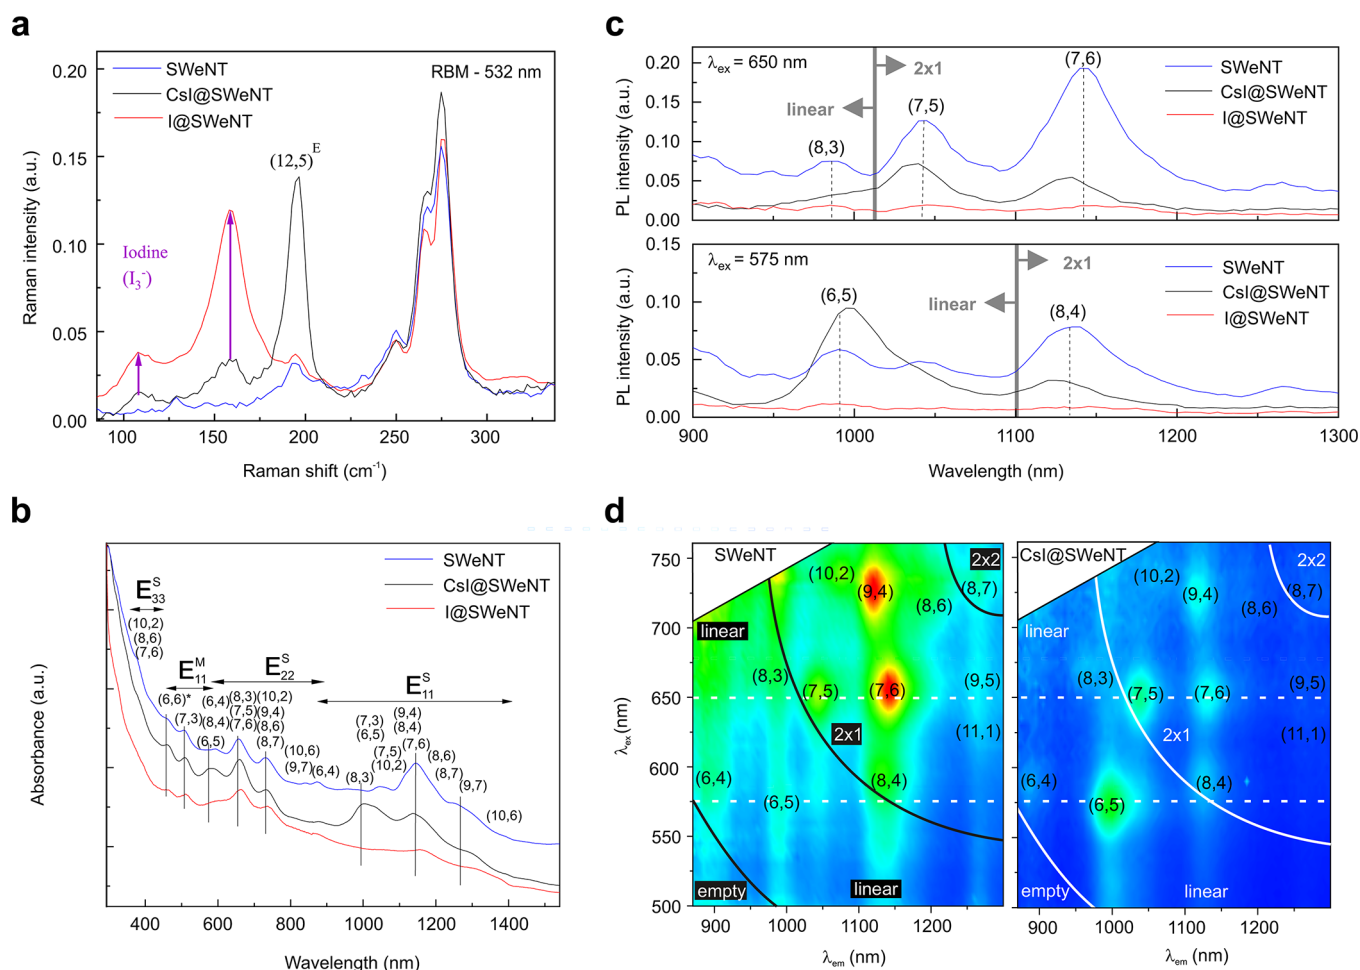 a
SWeNT
CsI@SWeNT
I@SWeNT
RBM - 532 nm
(12,5)E
Iodine
(I3-)
0.20
0.15
0.10
0.05
0.00
Raman intensity (a.u.)
100 150 200 250 300
Raman shift (cm-1)
b
SWeNT
CsI@SWeNT
I@SWeNT
ES33
(10,2)
(8,6)
(7,6)
EM11
ES22
ES11
(6,6)*
(7,3)
(6,4)
(8,4)
(6,5)
(8,3)(10,2)
(7,5)(9,4)
(7,6)(8,6)
(8,7)
(10,6)
(9,7)
(6,4)
(8,3)
(7,3)
(6,5)
(7,5)
(10,2)
(9,4)
(8,4)
(7,6)
(8,6)
(8,7)
(9,7)
(10,6)
Absorbance (a.u.)
400 600 800 1000 1200 1400
Wavelength (nm)
c
λex = 650 nm
2x1
linear
(8,3)
(7,5)
(7,6)
SWeNT
CsI@SWeNT
I@SWeNT
0.20
0.15
0.10
0.05
0.00
PL intensity (a.u.)
λex = 575 nm
2x1
linear
(6,5)
(8,4)
SWeNT
CsI@SWeNT
I@SWeNT
0.15
0.10
0.05
0.00
PL intensity (a.u.)
900 1000 1100 1200 1300
Wavelength (nm)
d
SWeNT
2x2
(10,2)
(9,4)
(8,7)
(8,6)
linear
(8,3)
(7,5)
(7,6)
(9,5)
2x1
(11,1)
(6,4)
(6,5)
(8,4)
empty
linear
750
700
650
600
550
500
λex(nm)
900 1000 1100 1200
λem (nm)
CsI@SWeNT
2x2
(10,2)
(9,4)
(8,7)
(8,6)
linear
(8,3)
(7,5)
(7,6)
(9,5)
2x1
(11,1)
(6,4)
(6,5)
(8,4)
empty
linear
900 1000 1100 1200
λem (nm)